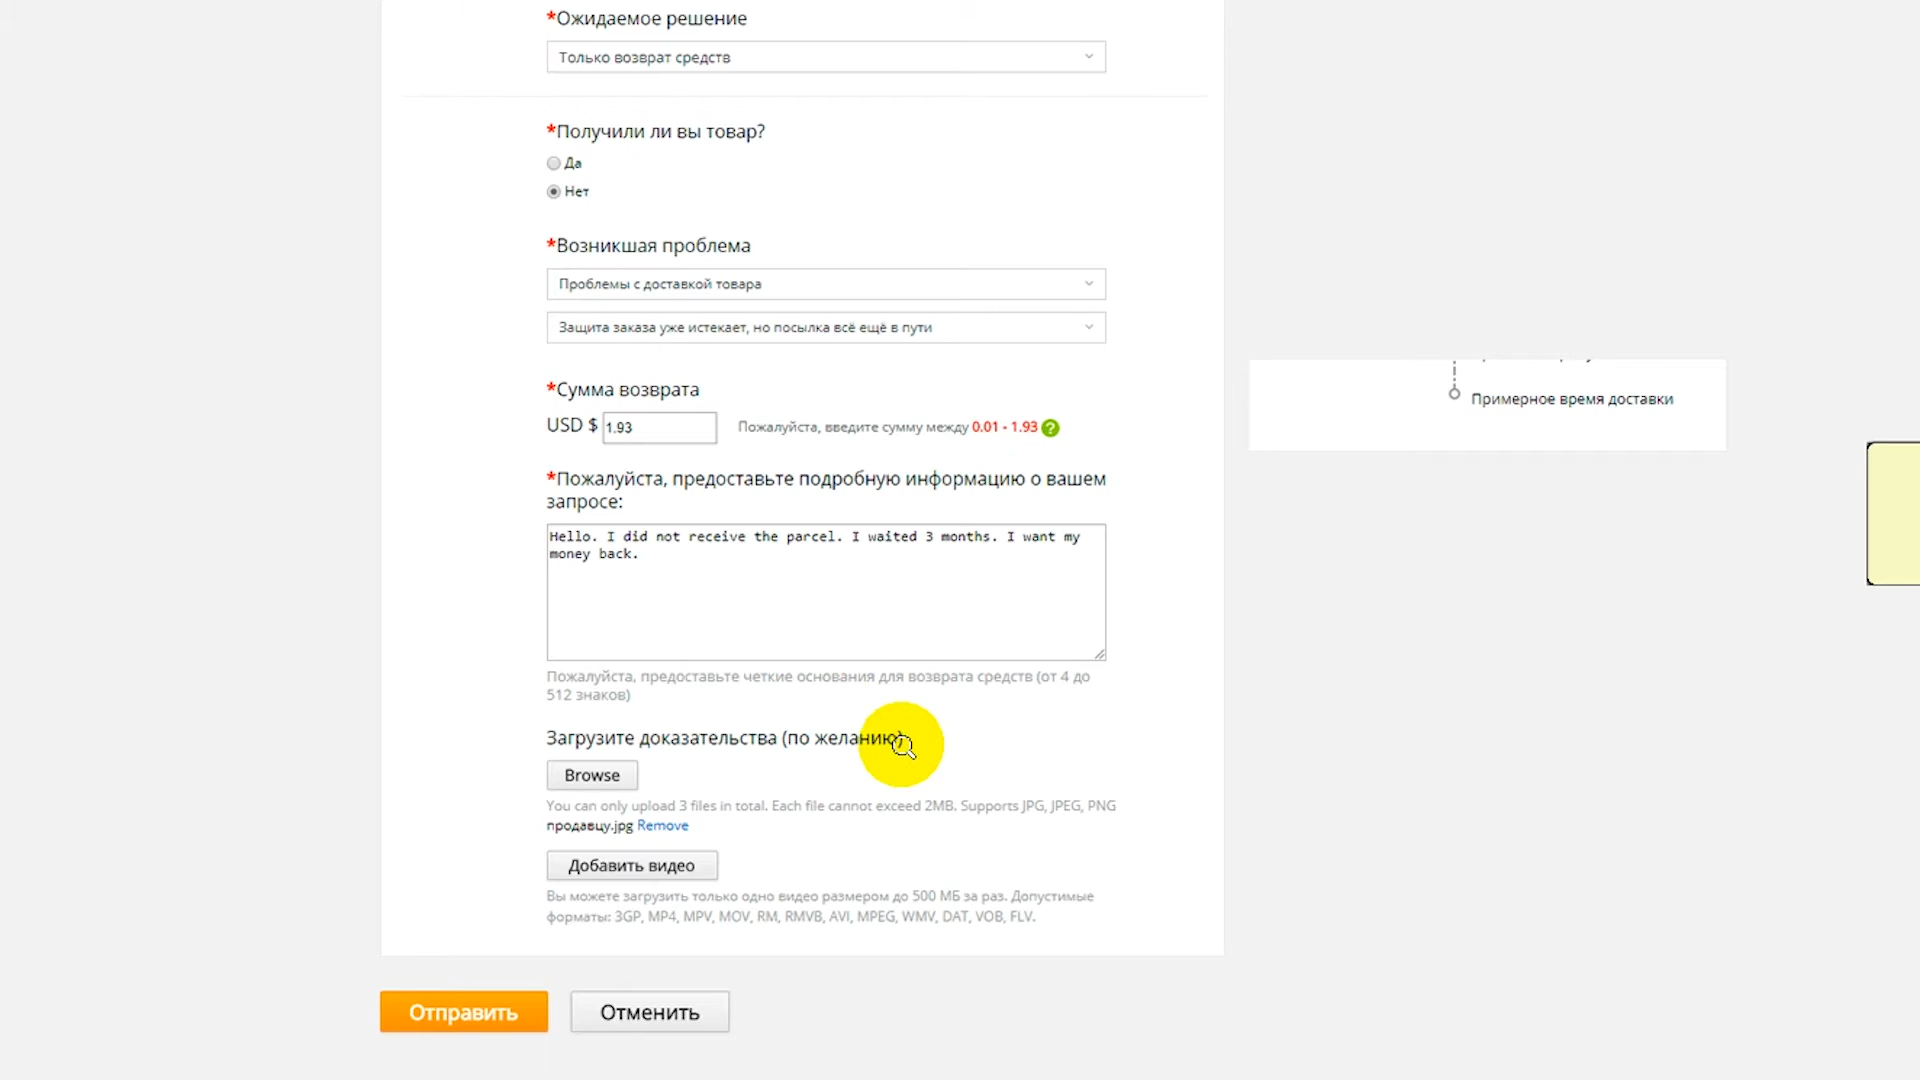 *Ожидаемое решение
Только возврат средств
*Получили ли вы товар?
Да
Нет
*Возникшая проблема
Проблемы с доставкой товара
Защита заказа уже истекает, но посылка всё ещё в пути
*Сумма возврата
USD $ 1.93 Пожалуйста, введите сумму между 0.01 - 1.93 ?
Примерное время доставки
*Пожалуйста, предоставьте подробную информацию о вашем
запросе:
Hello. I did not receive the parcel. I waited 3 months. I want my
money back.
Пожалуйста, предоставьте четкие основания для возврата средств (от 4 до
512 знаков)
Загрузите доказательства (по желанию)
Browse
You can only upload 3 files in total. Each file cannot exceed 2MB. Supports JPG, JPEG, PNG
продавцу.jpg Remove
Добавить видео
Вы можете загрузить только одно видео размером до 500 МБ за раз. Допустимые
форматы: 3GP, MP4, MPV, MOV, RM, RMVB, AVI, MPEG, WMV, DAT, VOB, FLV.
Отправить
Отменить